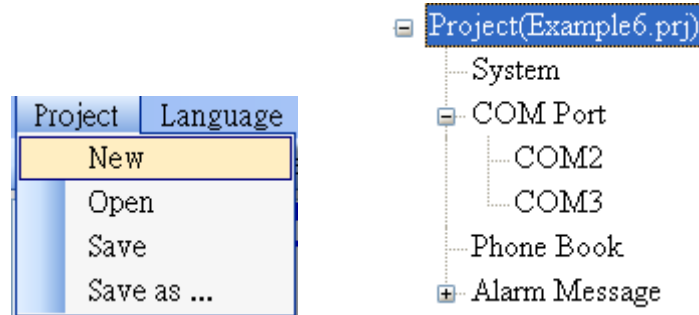 Project Language
New
Open
Save
Save as ...
Project(Example6.prj)
System
COM Port
COM2
COM3
Phone Book
Alarm Message